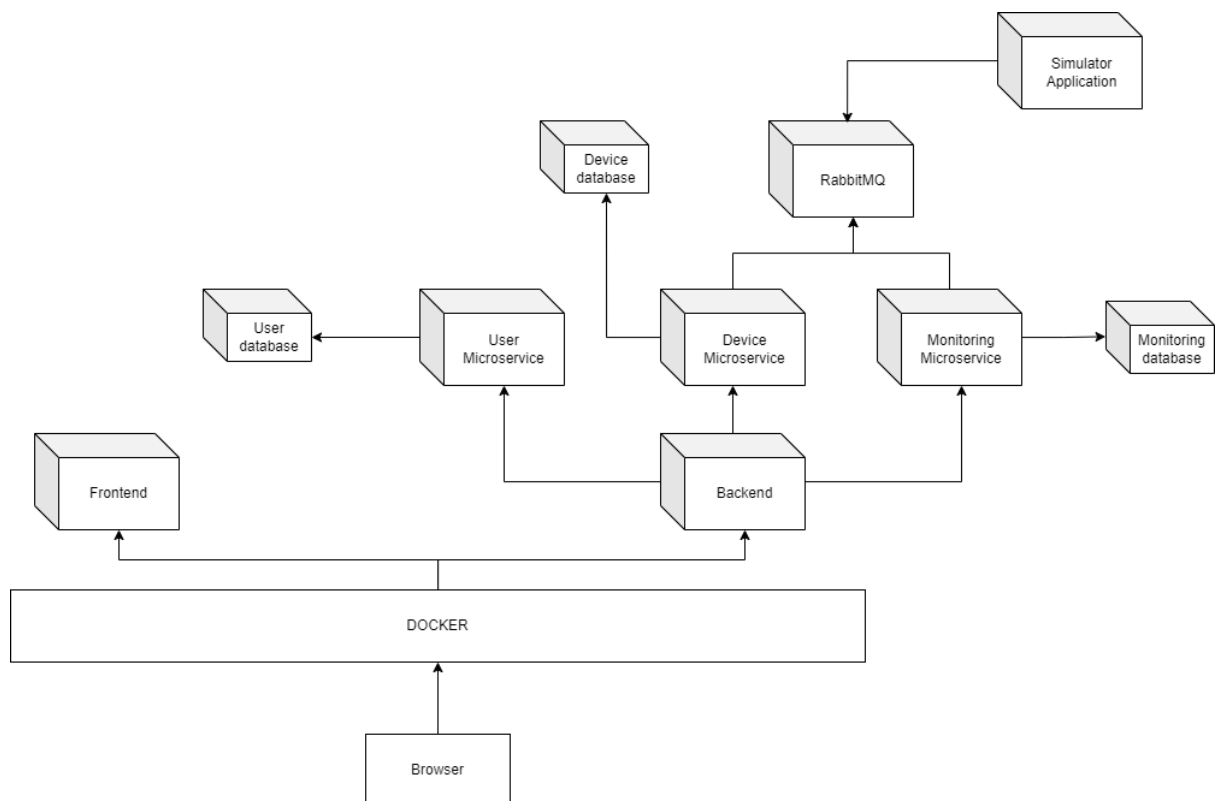 Simulator
Application
Device
database
RabbitMQ
User
database
User
Microservice
Device
Microservice
Monitoring
Microservice
Monitoring
database
Frontend
Backend
DOCKER
Browser